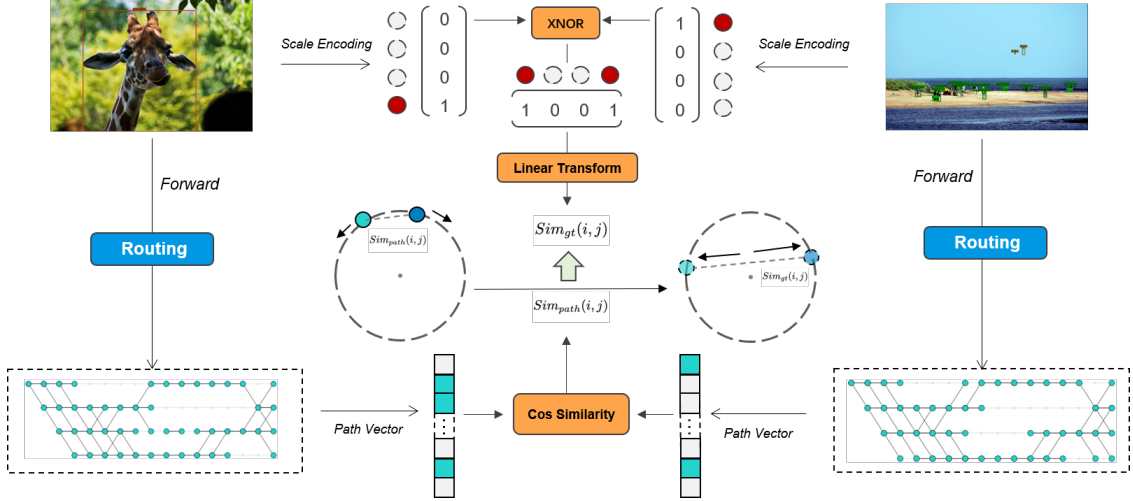 Scale Encoding
0
0
0
1
XNOR
1 0 0 1
1
0
0
0
Scale Encoding
Linear Transform
Forward
Forward
Routing
Routing
Sim_path(i, j)
Sim_gt(i, j)
Sim_gt(i, j)
Sim_path(i, j)
Path Vector
Cos Similarity
Path Vector